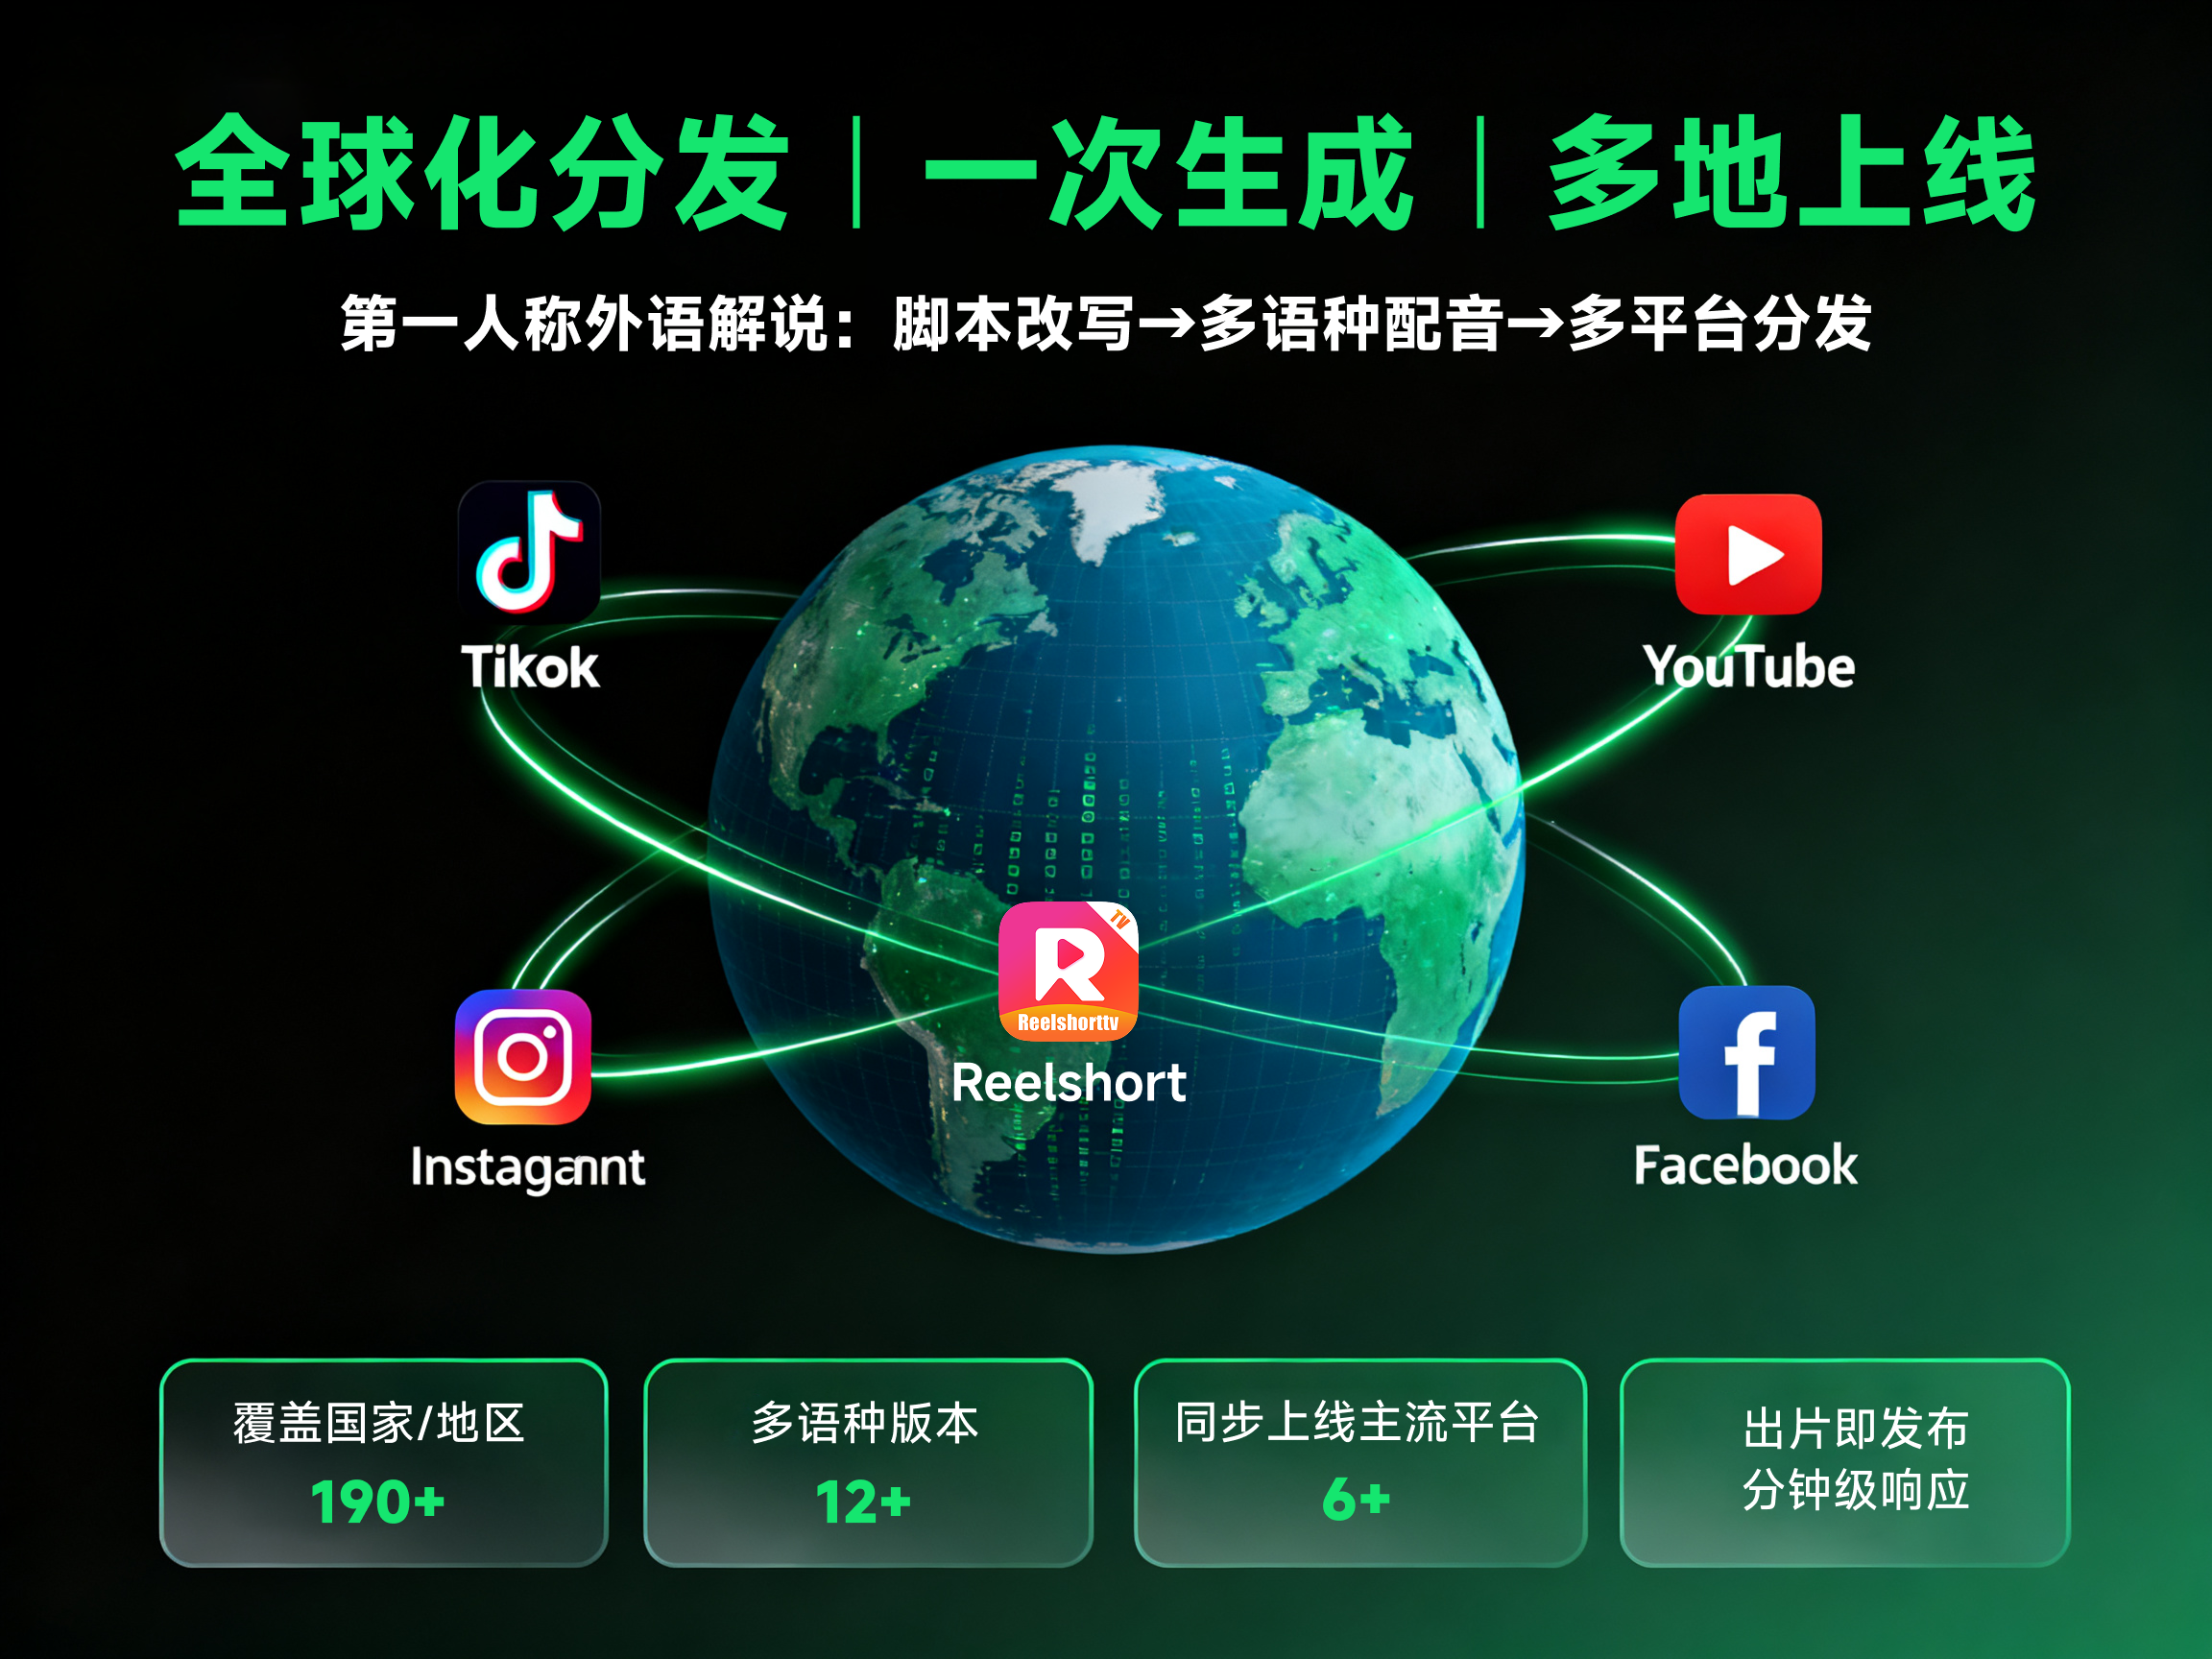 全球化分发｜一次生成｜多地上线
第一人称外语解说：脚本改写→多语种配音→多平台分发
Tikok
YouTube
TV
Reelshorttv
Reelshort
Instagannt
Facebook
覆盖国家/地区
190+
多语种版本
12+
同步上线主流平台
6+
出片即发布
分钟级响应